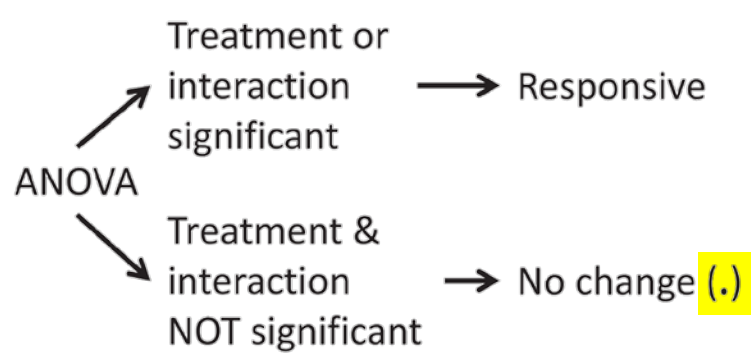 Treatment or
interaction
significant
Responsive
ANOVA
Treatment &
interaction
NOT significant
No change (.)